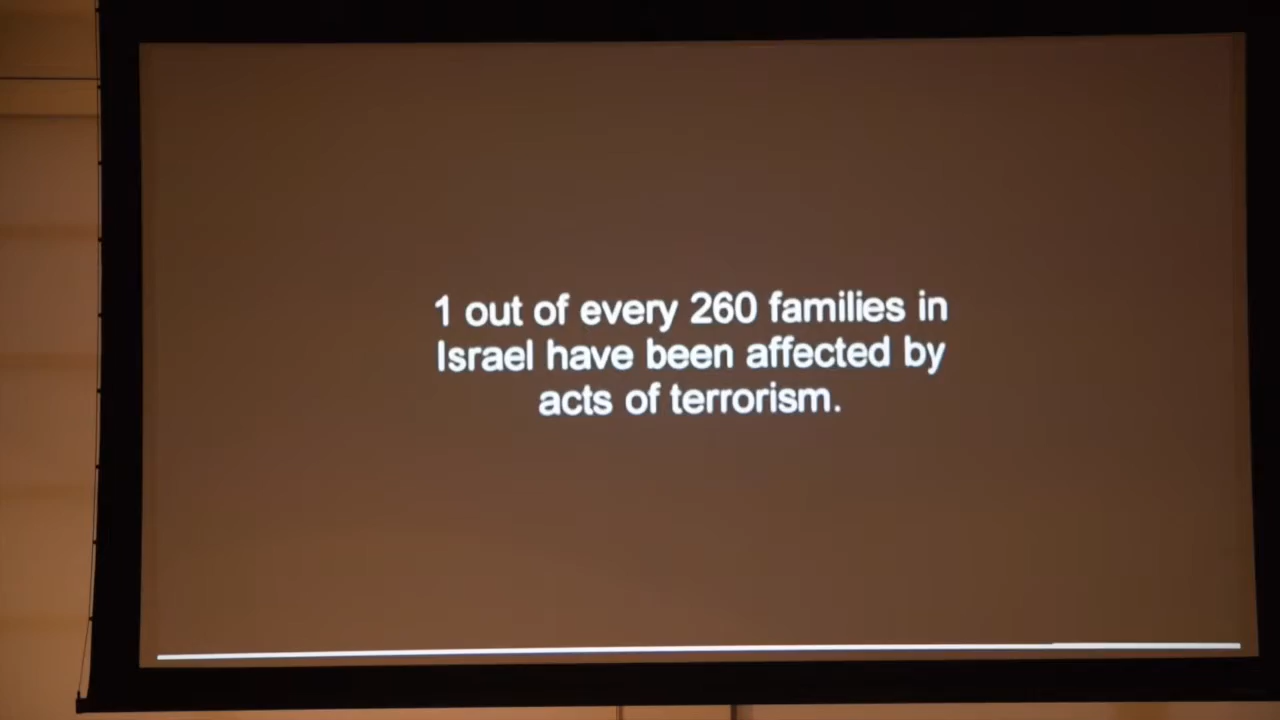 1 out of every 260 families in
Israel have been affected by
acts of terrorism.